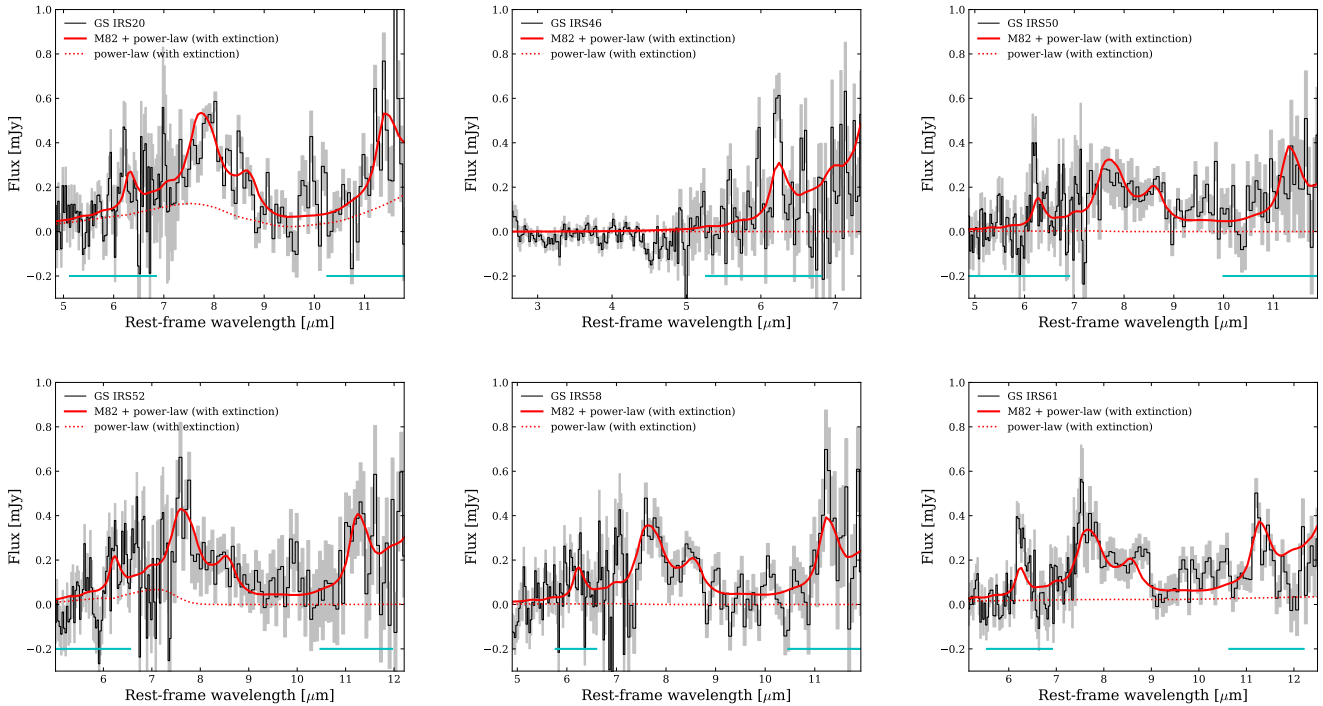 GS IRS20
M82 + power-law (with extinction)
power-law (with extinction)
Flux [mJy]
1.0
0.8
0.6
0.4
0.2
0.0
−0.2
5 6 7 8 9 10 11
Rest-frame wavelength [μm]
GS IRS46
M82 + power-law (with extinction)
power-law (with extinction)
Flux [mJy]
1.0
0.8
0.6
0.4
0.2
0.0
−0.2
3 4 5 6 7
Rest-frame wavelength [μm]
GS IRS50
M82 + power-law (with extinction)
power-law (with extinction)
Flux [mJy]
1.0
0.8
0.6
0.4
0.2
0.0
−0.2
5 6 7 8 9 10 11
Rest-frame wavelength [μm]
GS IRS52
M82 + power-law (with extinction)
power-law (with extinction)
Flux [mJy]
1.0
0.8
0.6
0.4
0.2
0.0
−0.2
6 7 8 9 10 11 12
Rest-frame wavelength [μm]
GS IRS58
M82 + power-law (with extinction)
power-law (with extinction)
Flux [mJy]
1.0
0.8
0.6
0.4
0.2
0.0
−0.2
5 6 7 8 9 10 11
Rest-frame wavelength [μm]
GS IRS61
M82 + power-law (with extinction)
power-law (with extinction)
Flux [mJy]
1.0
0.8
0.6
0.4
0.2
0.0
−0.2
6 7 8 9 10 11 12
Rest-frame wavelength [μm]